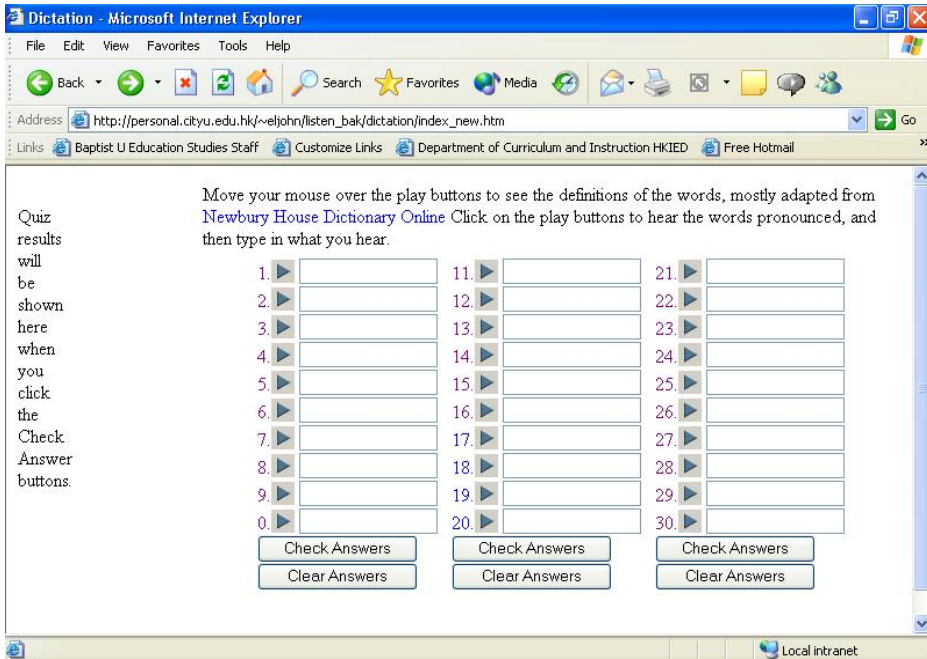 Dictation - Microsoft Internet Explorer
File Edit View Favorites Tools Help
Back Search Favorites Media
Address http://personal.cityu.edu.hk/~eljohn/listen_bak/dictation/index_new.htm Go
Links Baptist U Education Studies Staff Customize Links Department of Curriculum and Instruction HKIED Free Hotmail »
Quiz
results
will
be
shown
here
when
you
click
the
Check
Answer
buttons.
Move your mouse over the play buttons to see the definitions of the words, mostly adapted from
Newbury House Dictionary Online Click on the play buttons to hear the words pronounced, and
then type in what you hear.
1. 11. 21.
2. 12. 22.
3. 13. 23.
4. 14. 24.
5. 15. 25.
6. 16. 26.
7. 17. 27.
8. 18. 28.
9. 19. 29.
0. 20. 30.
Check Answers Check Answers Check Answers
Clear Answers Clear Answers Clear Answers
Local intranet